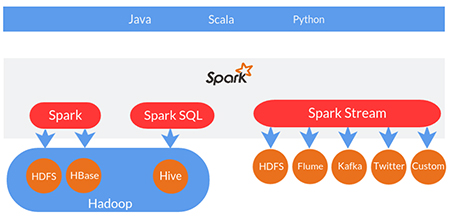 Java Scala Python
Spark
Spark Spark SQL Spark Stream
HDFS HBase Hive HDFS Flume Kafka Twitter Custom
Hadoop